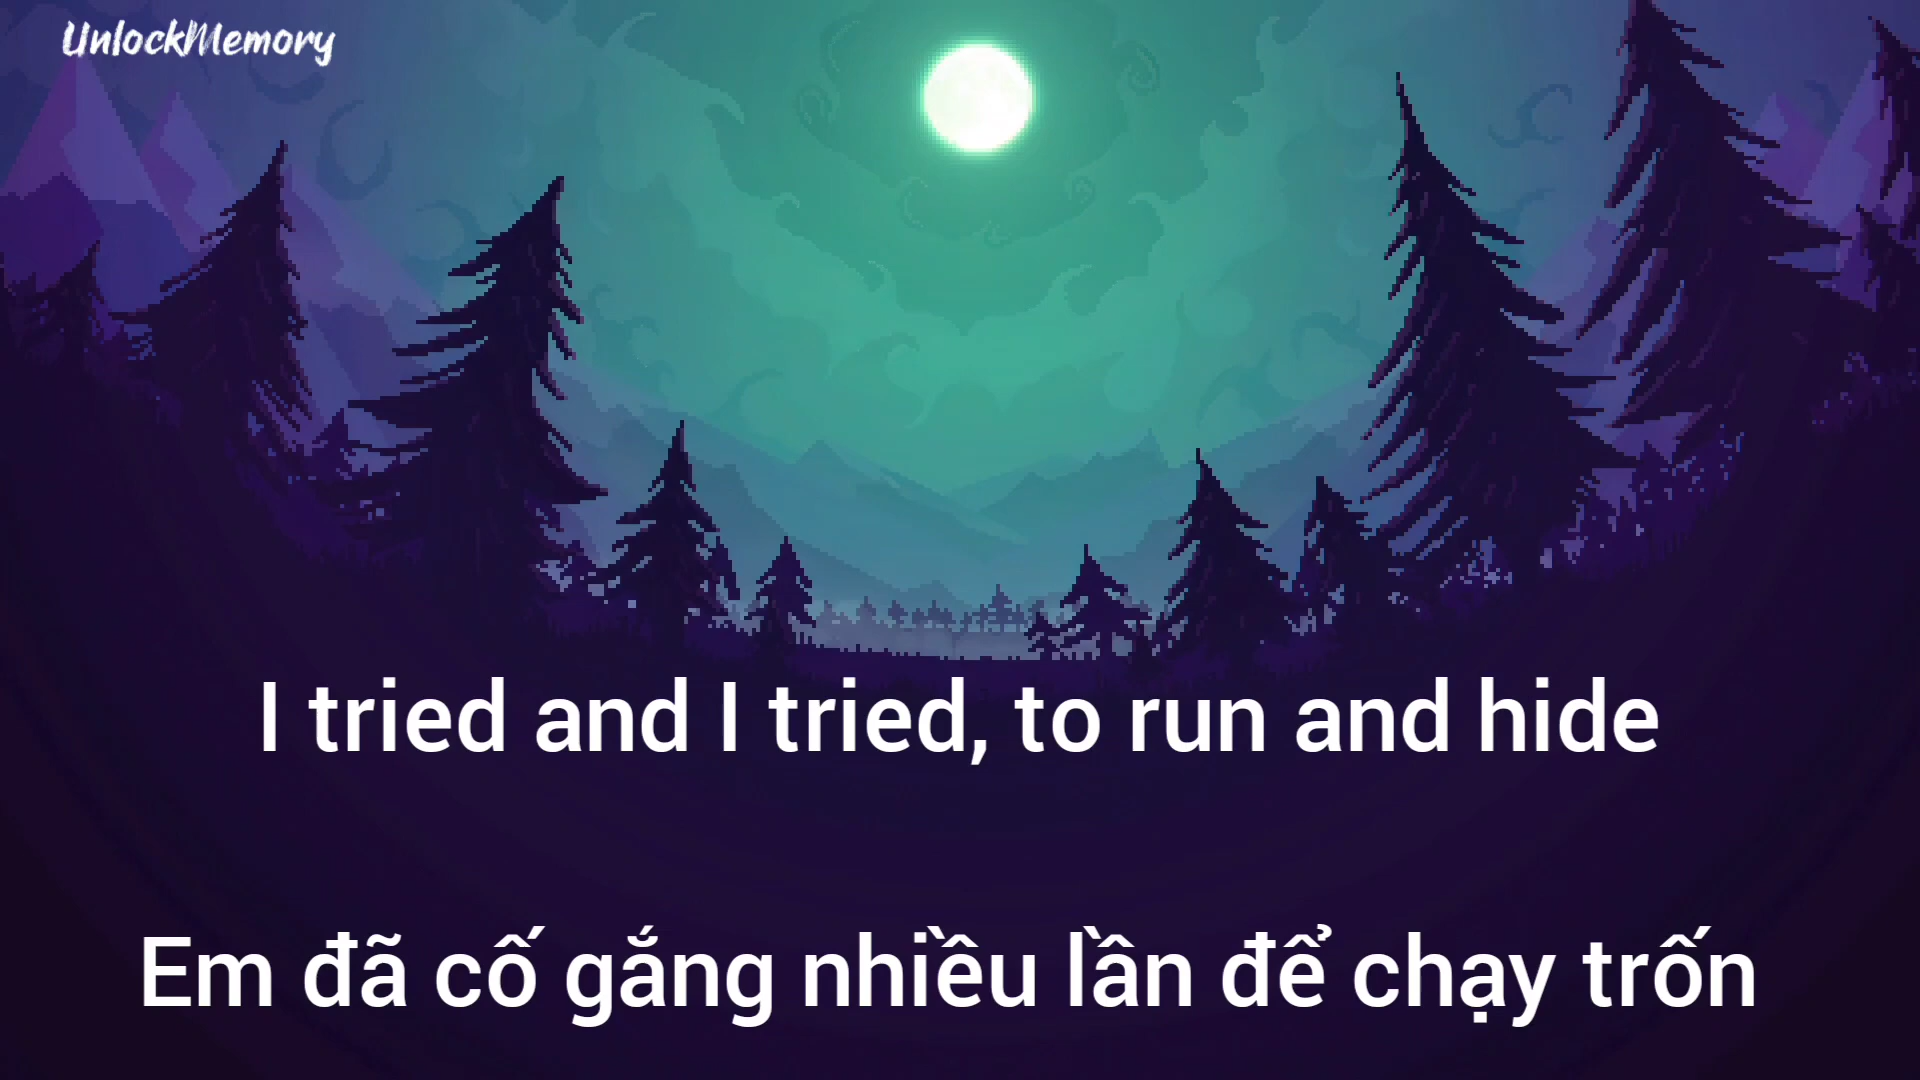 UnlockMemory
I tried and I tried, to run and hide
Em đã cố gắng nhiều lần để chạy trốn